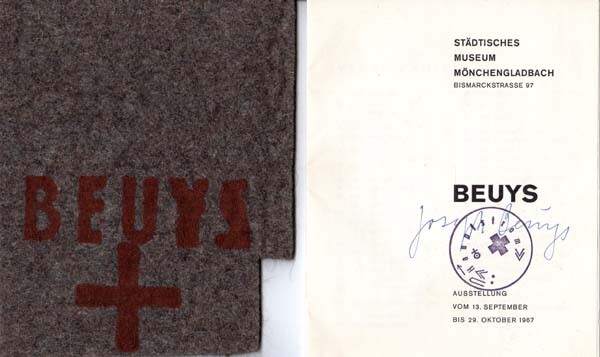 BEUYS
STÄDTISCHES
MUSEUM
MÖNCHENGLADBACH
BISMARCKSTRASSE 97
BEUYS
Joseph Beuys
AUSSTELLUNG
VOM 13. SEPTEMBER
BIS 29. OKTOBER 1967